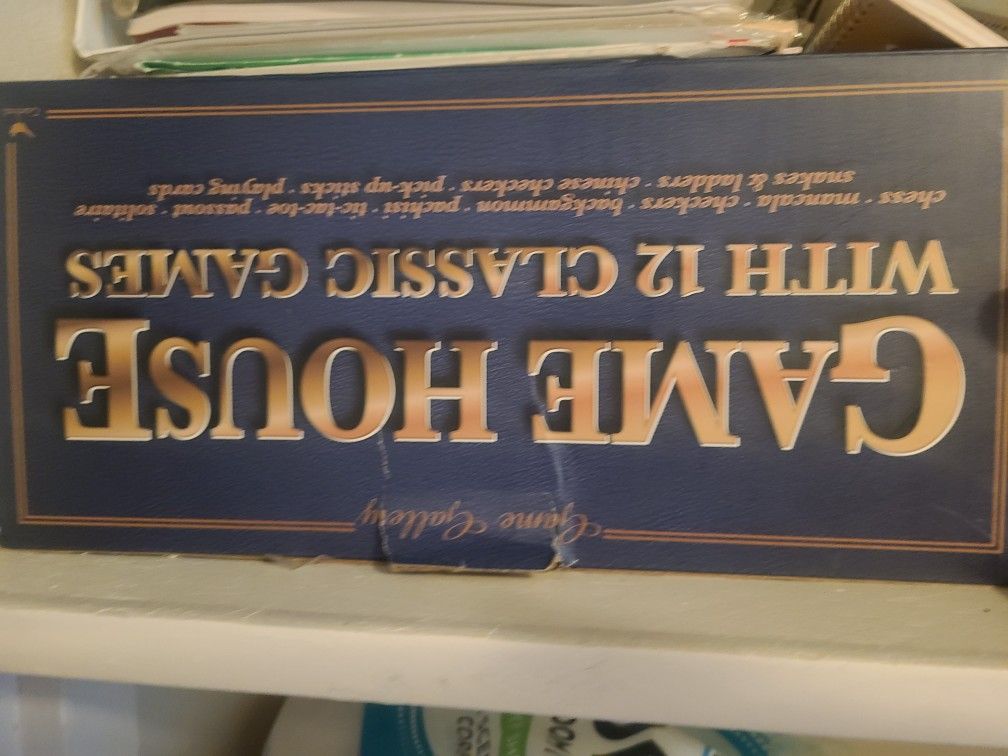 Game Gallery
GAME HOUSE
WITH 12 CLASSIC GAMES
chess · mancala · checkers · backgammon · pachisi · tic-tac-toe · passout · solitaire
snakes & ladders · chinese checkers · pick-up sticks · playing cards